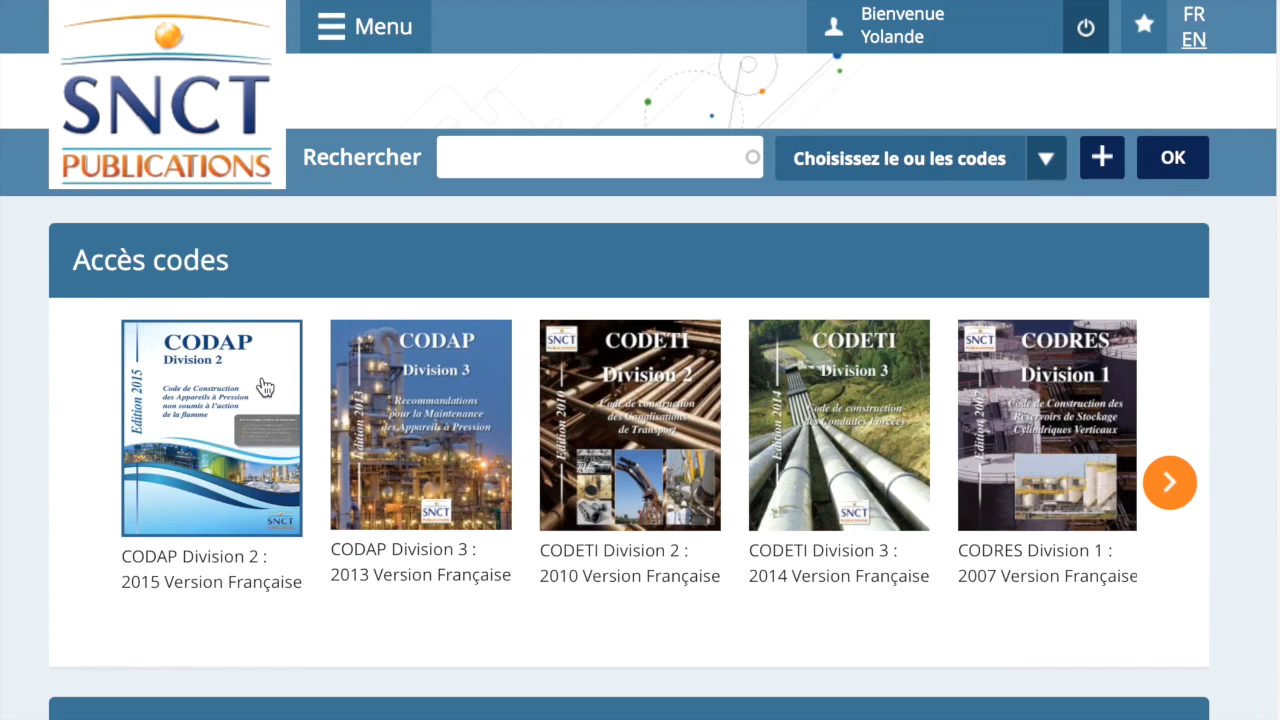 SNCT
PUBLICATIONS
Menu
Bienvenue
Yolande
FR
EN
Rechercher
Choisissez le ou les codes
+
OK
Accès codes
CODAP
Division 2
Edition 2015
Code de Construction
des Appareils à Pression
non soumis à l'action
de la flamme
SNCT
CODAP Division 2 :
2015 Version Française
CODAP
Division 3
Edition 2013
Recommandations
pour la Maintenance
des Appareils à Pression
SNCT
CODAP Division 3 :
2013 Version Française
SNCT
CODETI
Division 2
Edition 2010
Code de construction
des Canalisations
de Transport
CODETI Division 2 :
2010 Version Française
CODETI
Division 3
Edition 2014
Code de construction
des Conduites Forcées
SNCT
CODETI Division 3 :
2014 Version Française
SNCT
PUBLICATIONS
CODRES
Division 1
Edition 2007
Code de Construction des
Réservoirs de Stockage
Cylindriques Verticaux
CODRES Division 1 :
2007 Version Française